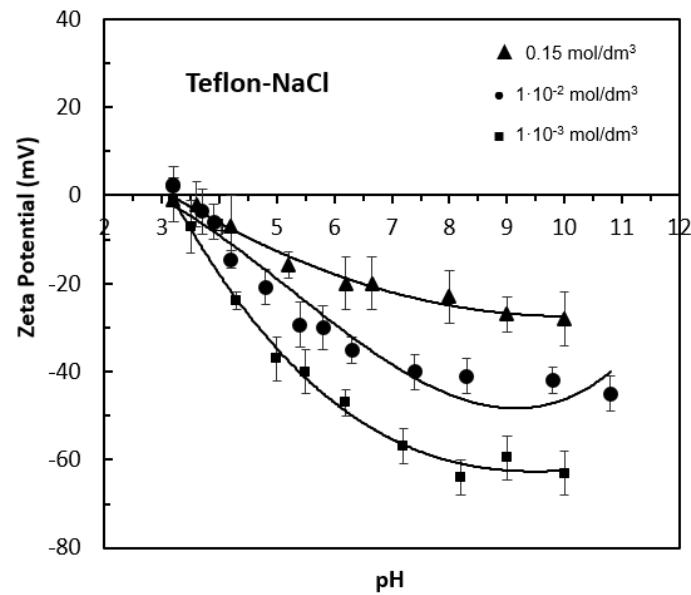 40
▲ 0.15 mol/dm³
Teflon-NaCl
● 1·10⁻² mol/dm³
20
■ 1·10⁻³ mol/dm³
0
2 3 4 5 6 7 8 9 10 11 12
-20
-40
-60
-80
Zeta Potential (mV)
pH